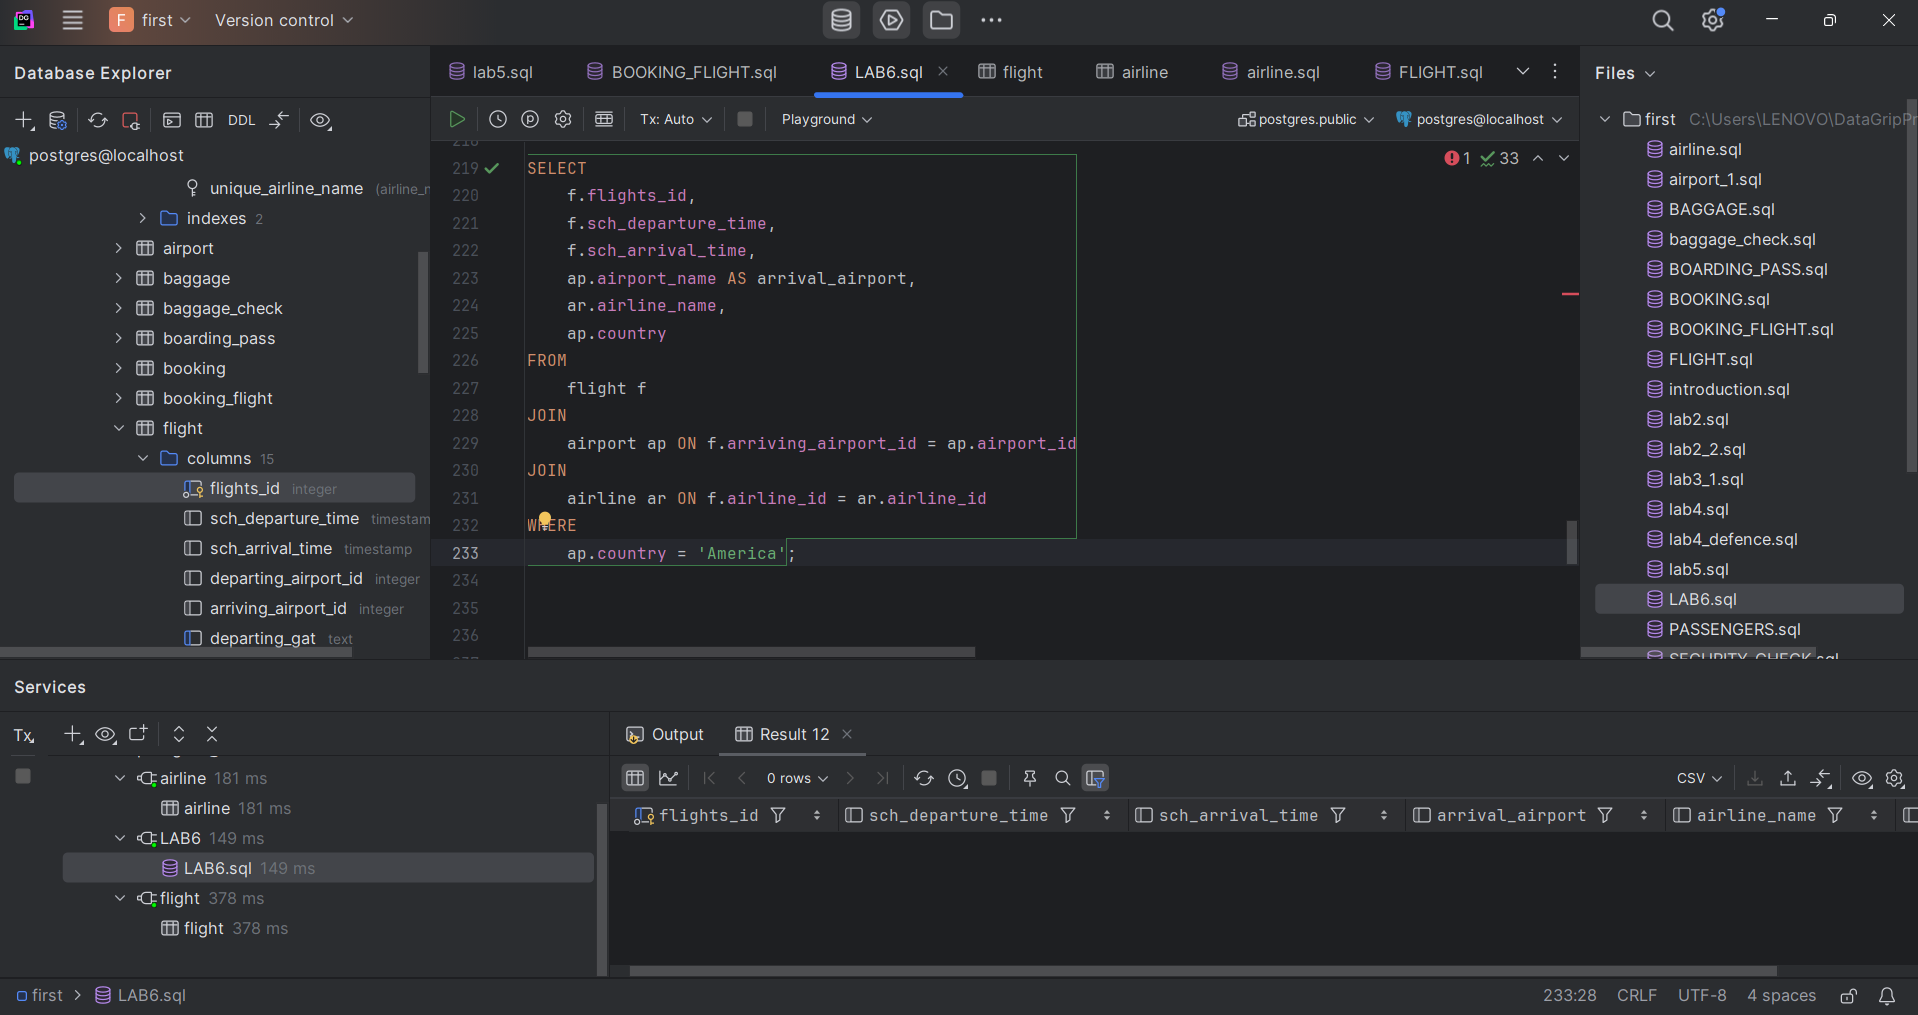 DG
F first
Version control
Database Explorer
lab5.sql
BOOKING_FLIGHT.sql
LAB6.sql
flight
airline
airline.sql
FLIGHT.sql
Files
DDL
Tx: Auto
Playground
postgres.public
postgres@localhost
postgres@localhost
unique_airline_name
indexes 2
airport
baggage
baggage_check
boarding_pass
booking
booking_flight
flight
columns 15
flights_id integer
sch_departure_time timestam
sch_arrival_time timestamp
departing_airport_id integer
arriving_airport_id integer
departing_gat text
1 33
219 SELECT
220 f.flights_id,
221 f.sch_departure_time,
222 f.sch_arrival_time,
223 ap.airport_name AS arrival_airport,
224 ar.airline_name,
225 ap.country
226 FROM
227 flight f
228 JOIN
229 airport ap ON f.arriving_airport_id = ap.airport_id
230 JOIN
231 airline ar ON f.airline_id = ar.airline_id
232 WHERE
233 ap.country = 'America';
234
235
236
first C:\Users\LENOVO\DataGripPr
airline.sql
airport_1.sql
BAGGAGE.sql
baggage_check.sql
BOARDING_PASS.sql
BOOKING.sql
BOOKING_FLIGHT.sql
FLIGHT.sql
introduction.sql
lab2.sql
lab2_2.sql
lab3_1.sql
lab4.sql
lab4_defence.sql
lab5.sql
LAB6.sql
PASSENGERS.sql
SECURITY_CHECK.sql
Services
Tx
airline 181 ms
airline 181 ms
LAB6 149 ms
LAB6.sql 149 ms
flight 378 ms
flight 378 ms
Output
Result 12
0 rows
CSV
flights_id
sch_departure_time
sch_arrival_time
arrival_airport
airline_name
first
LAB6.sql
233:28
CRLF
UTF-8
4 spaces